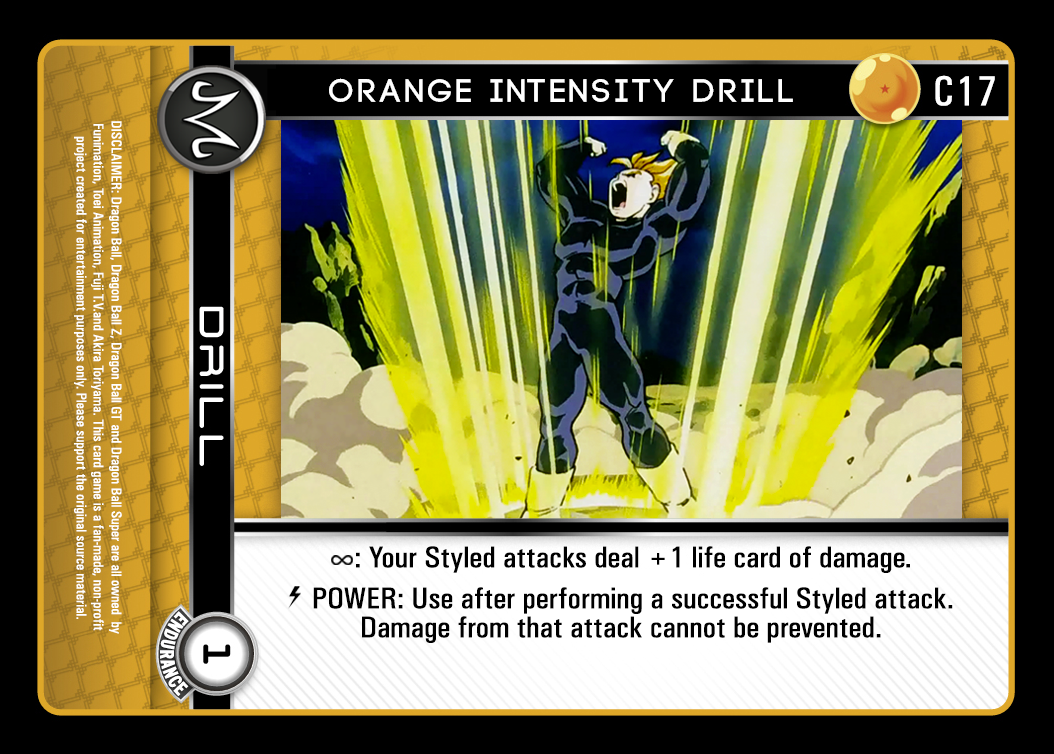 ORANGE INTENSITY DRILL
C17
∞: Your Styled attacks deal +1 life card of damage.
POWER: Use after performing a successful Styled attack.
Damage from that attack cannot be prevented.
M
DRILL
1
ENDURANCE
DISCLAIMER: Dragon Ball, Dragon Ball Z, Dragon Ball GT and Dragon Ball Super are all owned by
Funimation, Toei Animation, Fuji T.V.and Akira Toriyama. This card game is a fan-made, non-profit
project created for entertainment purposes only. Please support the original source material.